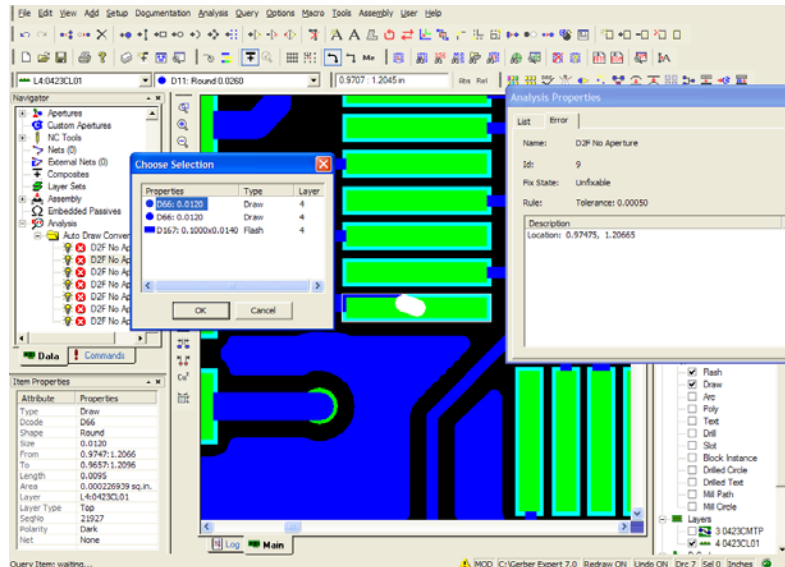 File Edit View Add Setup Documentation Analysis Query Options Macro Tools Assembly User Help
L4:0423CL01 D11: Round 0.0260 0.9707 : 1.2045 in Abs Rel
Navigator
Apertures
Custom Apertures
NC Tools
Nets (0)
External Nets (0)
Composites
Layer Sets
Assembly
Embedded Passives
Analysis
Auto Draw Conver
D2F No Ap
D2F No Ap
D2F No Ap
D2F No Ap
D2F No Ap
D2F No Ap
Data Commands
Item Properties
Attribute Properties
Type Draw
Dcode D66
Shape Round
Size 0.0120
From 0.9747:1.2066
To 0.9657:1.2096
Length 0.0095
Area 0.000226939 sq.in.
Layer L4:0423CL01
Layer Type Top
SeqNo 21927
Polarity Dark
Net None
Choose Selection
Properties Type Layer
D66: 0.0120 Draw 4
D66: 0.0120 Draw 4
D167: 0.1000x0.0140 Flash 4
OK Cancel
Analysis Properties
List Error
Name: D2F No Aperture
Id: 9
Fix State: Unfixable
Rule: Tolerance: 0.00050
Description
Location: 0.97475, 1.20665
Flash
Draw
Arc
Poly
Text
Drill
Slot
Block Instance
Drilled Circle
Drilled Text
Mill Path
Mill Circle
Layers
3 0423CMTP
4 0423CL01
Log Main
Query Item: waiting...
MOD C:\Gerber Expert 7.0 Redraw ON Undo ON Drc 7 Sel 0 Inches